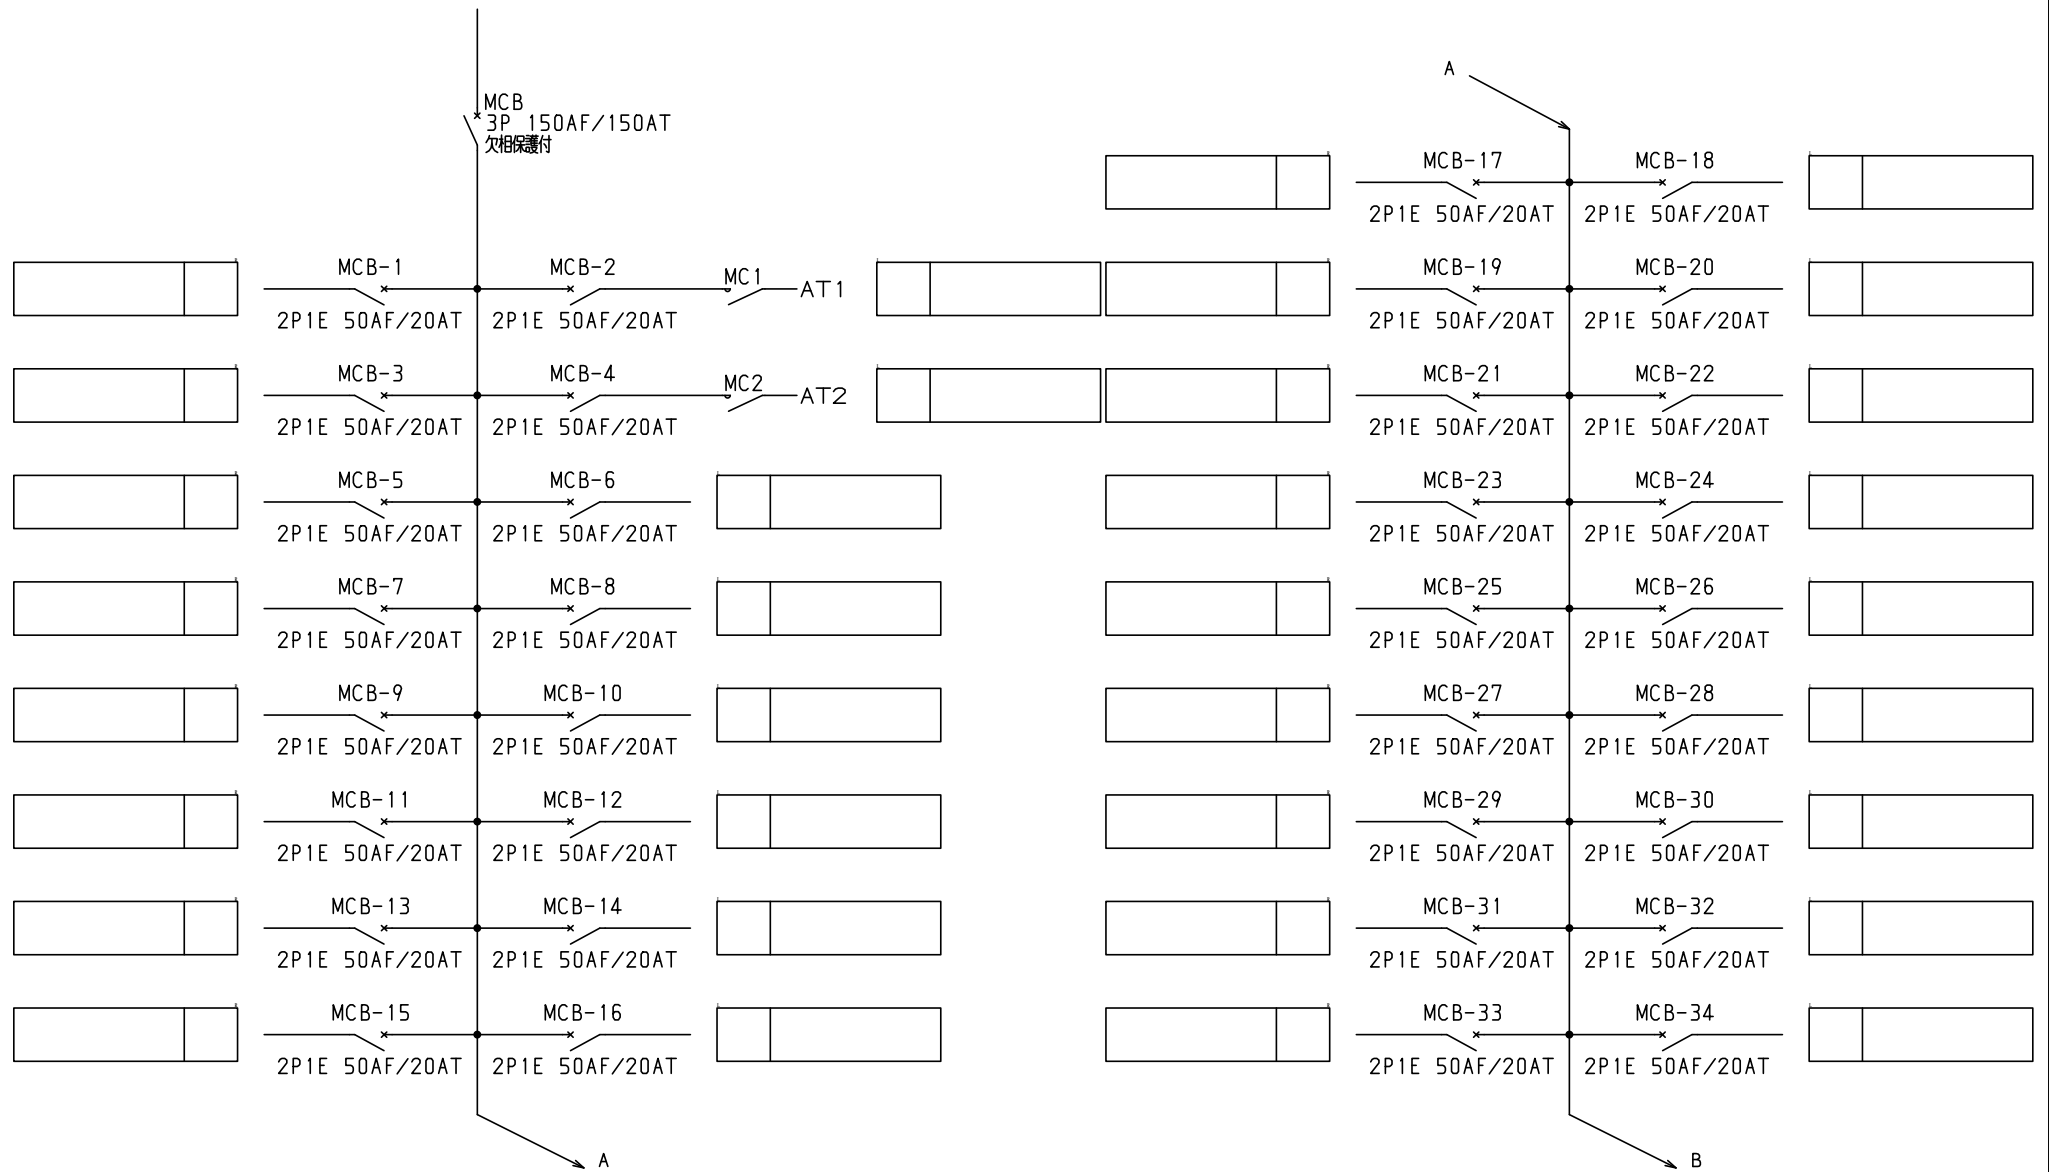 MCB
3P 150AF/150AT
欠相保護付
MCB-1 MCB-2 MC1 AT1
2P1E 50AF/20AT 2P1E 50AF/20AT
MCB-3 MCB-4 MC2 AT2
2P1E 50AF/20AT 2P1E 50AF/20AT
MCB-5 MCB-6
2P1E 50AF/20AT 2P1E 50AF/20AT
MCB-7 MCB-8
2P1E 50AF/20AT 2P1E 50AF/20AT
MCB-9 MCB-10
2P1E 50AF/20AT 2P1E 50AF/20AT
MCB-11 MCB-12
2P1E 50AF/20AT 2P1E 50AF/20AT
MCB-13 MCB-14
2P1E 50AF/20AT 2P1E 50AF/20AT
MCB-15 MCB-16
2P1E 50AF/20AT 2P1E 50AF/20AT
A
A
MCB-17 MCB-18
2P1E 50AF/20AT 2P1E 50AF/20AT
MCB-19 MCB-20
2P1E 50AF/20AT 2P1E 50AF/20AT
MCB-21 MCB-22
2P1E 50AF/20AT 2P1E 50AF/20AT
MCB-23 MCB-24
2P1E 50AF/20AT 2P1E 50AF/20AT
MCB-25 MCB-26
2P1E 50AF/20AT 2P1E 50AF/20AT
MCB-27 MCB-28
2P1E 50AF/20AT 2P1E 50AF/20AT
MCB-29 MCB-30
2P1E 50AF/20AT 2P1E 50AF/20AT
MCB-31 MCB-32
2P1E 50AF/20AT 2P1E 50AF/20AT
MCB-33 MCB-34
2P1E 50AF/20AT 2P1E 50AF/20AT
B